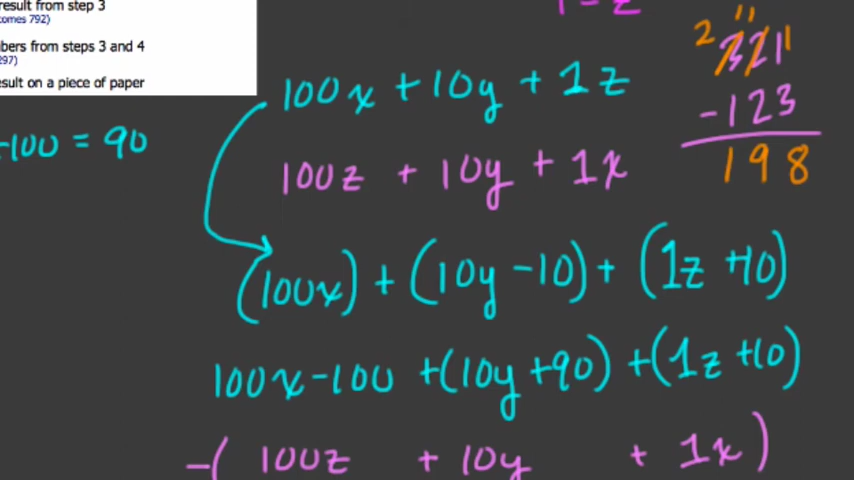 result from step 3
comes 792)
bers from steps 3 and 4
297)
sult on a piece of paper
-100 = 90
2 11
321 1
-123
198
100x + 10y + 1z
100z + 10y + 1x
(100x) + (10y - 10) + (1z + 10)
100x - 100 + (10y + 90) + (1z + 10)
-( 100z + 10y + 1x )